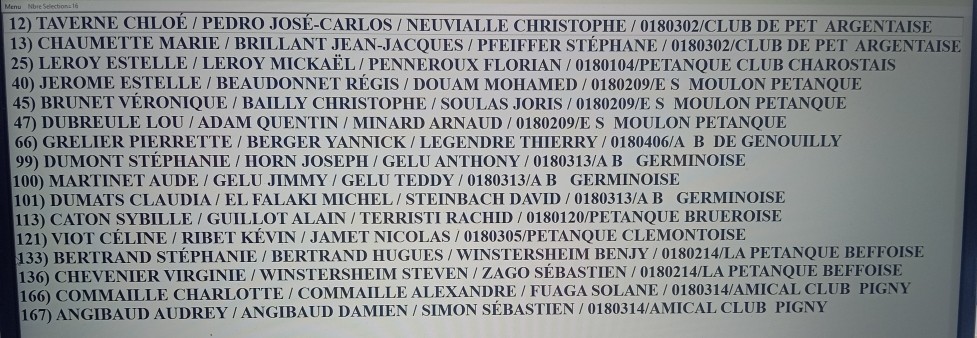 Menu Nbre Selection=16
12) TAVERNE CHLOÉ / PEDRO JOSÉ-CARLOS / NEUVIALLE CHRISTOPHE / 0180302/CLUB DE PET ARGENTAISE
13) CHAUMETTE MARIE / BRILLANT JEAN-JACQUES / PFEIFFER STÉPHANE / 0180302/CLUB DE PET ARGENTAISE
25) LEROY ESTELLE / LEROY MICKAËL / PENNEROUX FLORIAN / 0180104/PETANQUE CLUB CHAROSTAIS
40) JEROME ESTELLE / BEAUDONNET RÉGIS / DOUAM MOHAMED / 0180209/E S MOULON PETANQUE
45) BRUNET VÉRONIQUE / BAILLY CHRISTOPHE / SOULAS JORIS / 0180209/E S MOULON PETANQUE
47) DUBREULE LOU / ADAM QUENTIN / MINARD ARNAUD / 0180209/E S MOULON PETANQUE
66) GRELIER PIERRETTE / BERGER YANNICK / LEGENDRE THIERRY / 0180406/A B DE GENOUILLY
99) DUMONT STÉPHANIE / HORN JOSEPH / GELU ANTHONY / 0180313/A B GERMINOISE
100) MARTINET AUDE / GELU JIMMY / GELU TEDDY / 0180313/A B GERMINOISE
101) DUMATS CLAUDIA / EL FALAKI MICHEL / STEINBACH DAVID / 0180313/A B GERMINOISE
113) CATON SYBILLE / GUILLOT ALAIN / TERRISTI RACHID / 0180120/PETANQUE BRUEROISE
121) VIOT CÉLINE / RIBET KÉVIN / JAMET NICOLAS / 0180305/PETANQUE CLEMONTOISE
133) BERTRAND STÉPHANIE / BERTRAND HUGUES / WINSTERSHEIM BENJY / 0180214/LA PETANQUE BEFFOISE
136) CHEVENIER VIRGINIE / WINSTERSHEIM STEVEN / ZAGO SÉBASTIEN / 0180214/LA PETANQUE BEFFOISE
166) COMMAILLE CHARLOTTE / COMMAILLE ALEXANDRE / FUAGA SOLANE / 0180314/AMICAL CLUB PIGNY
167) ANGIBAUD AUDREY / ANGIBAUD DAMIEN / SIMON SÉBASTIEN / 0180314/AMICAL CLUB PIGNY